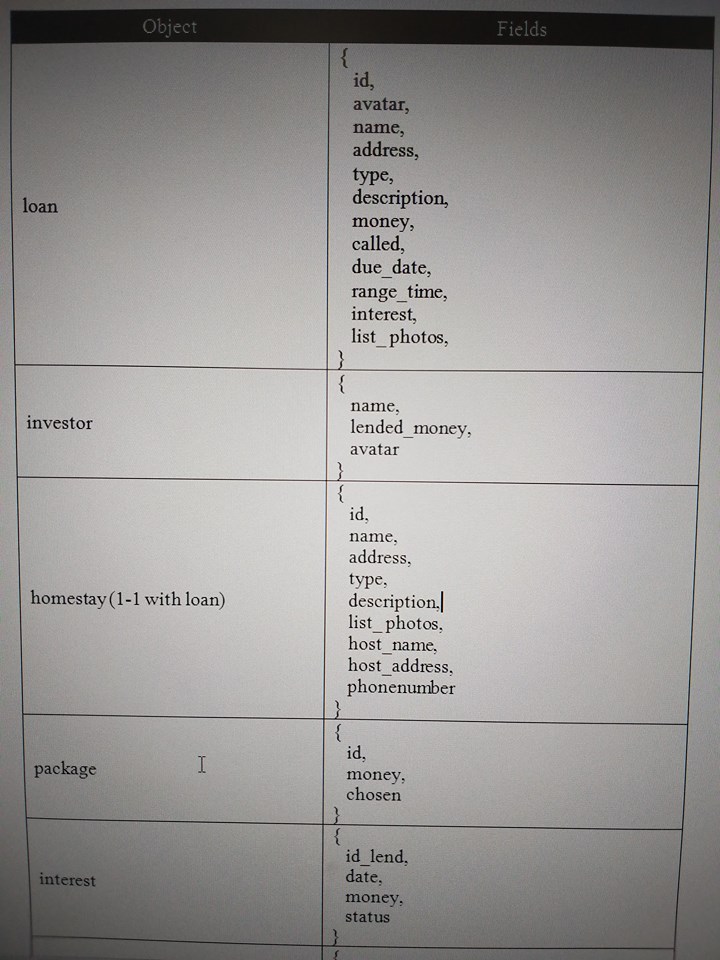 Object
Fields
loan
{
id,
avatar,
name,
address,
type,
description,
money,
called,
due_date,
range_time,
interest,
list_photos,
}
investor
{
name,
lended_money,
avatar
}
homestay (1-1 with loan)
{
id,
name,
address,
type,
description,
list_photos,
host_name,
host_address,
phonenumber
}
package
{
id,
money,
chosen
}
interest
{
id_lend,
date,
money,
status
}
{